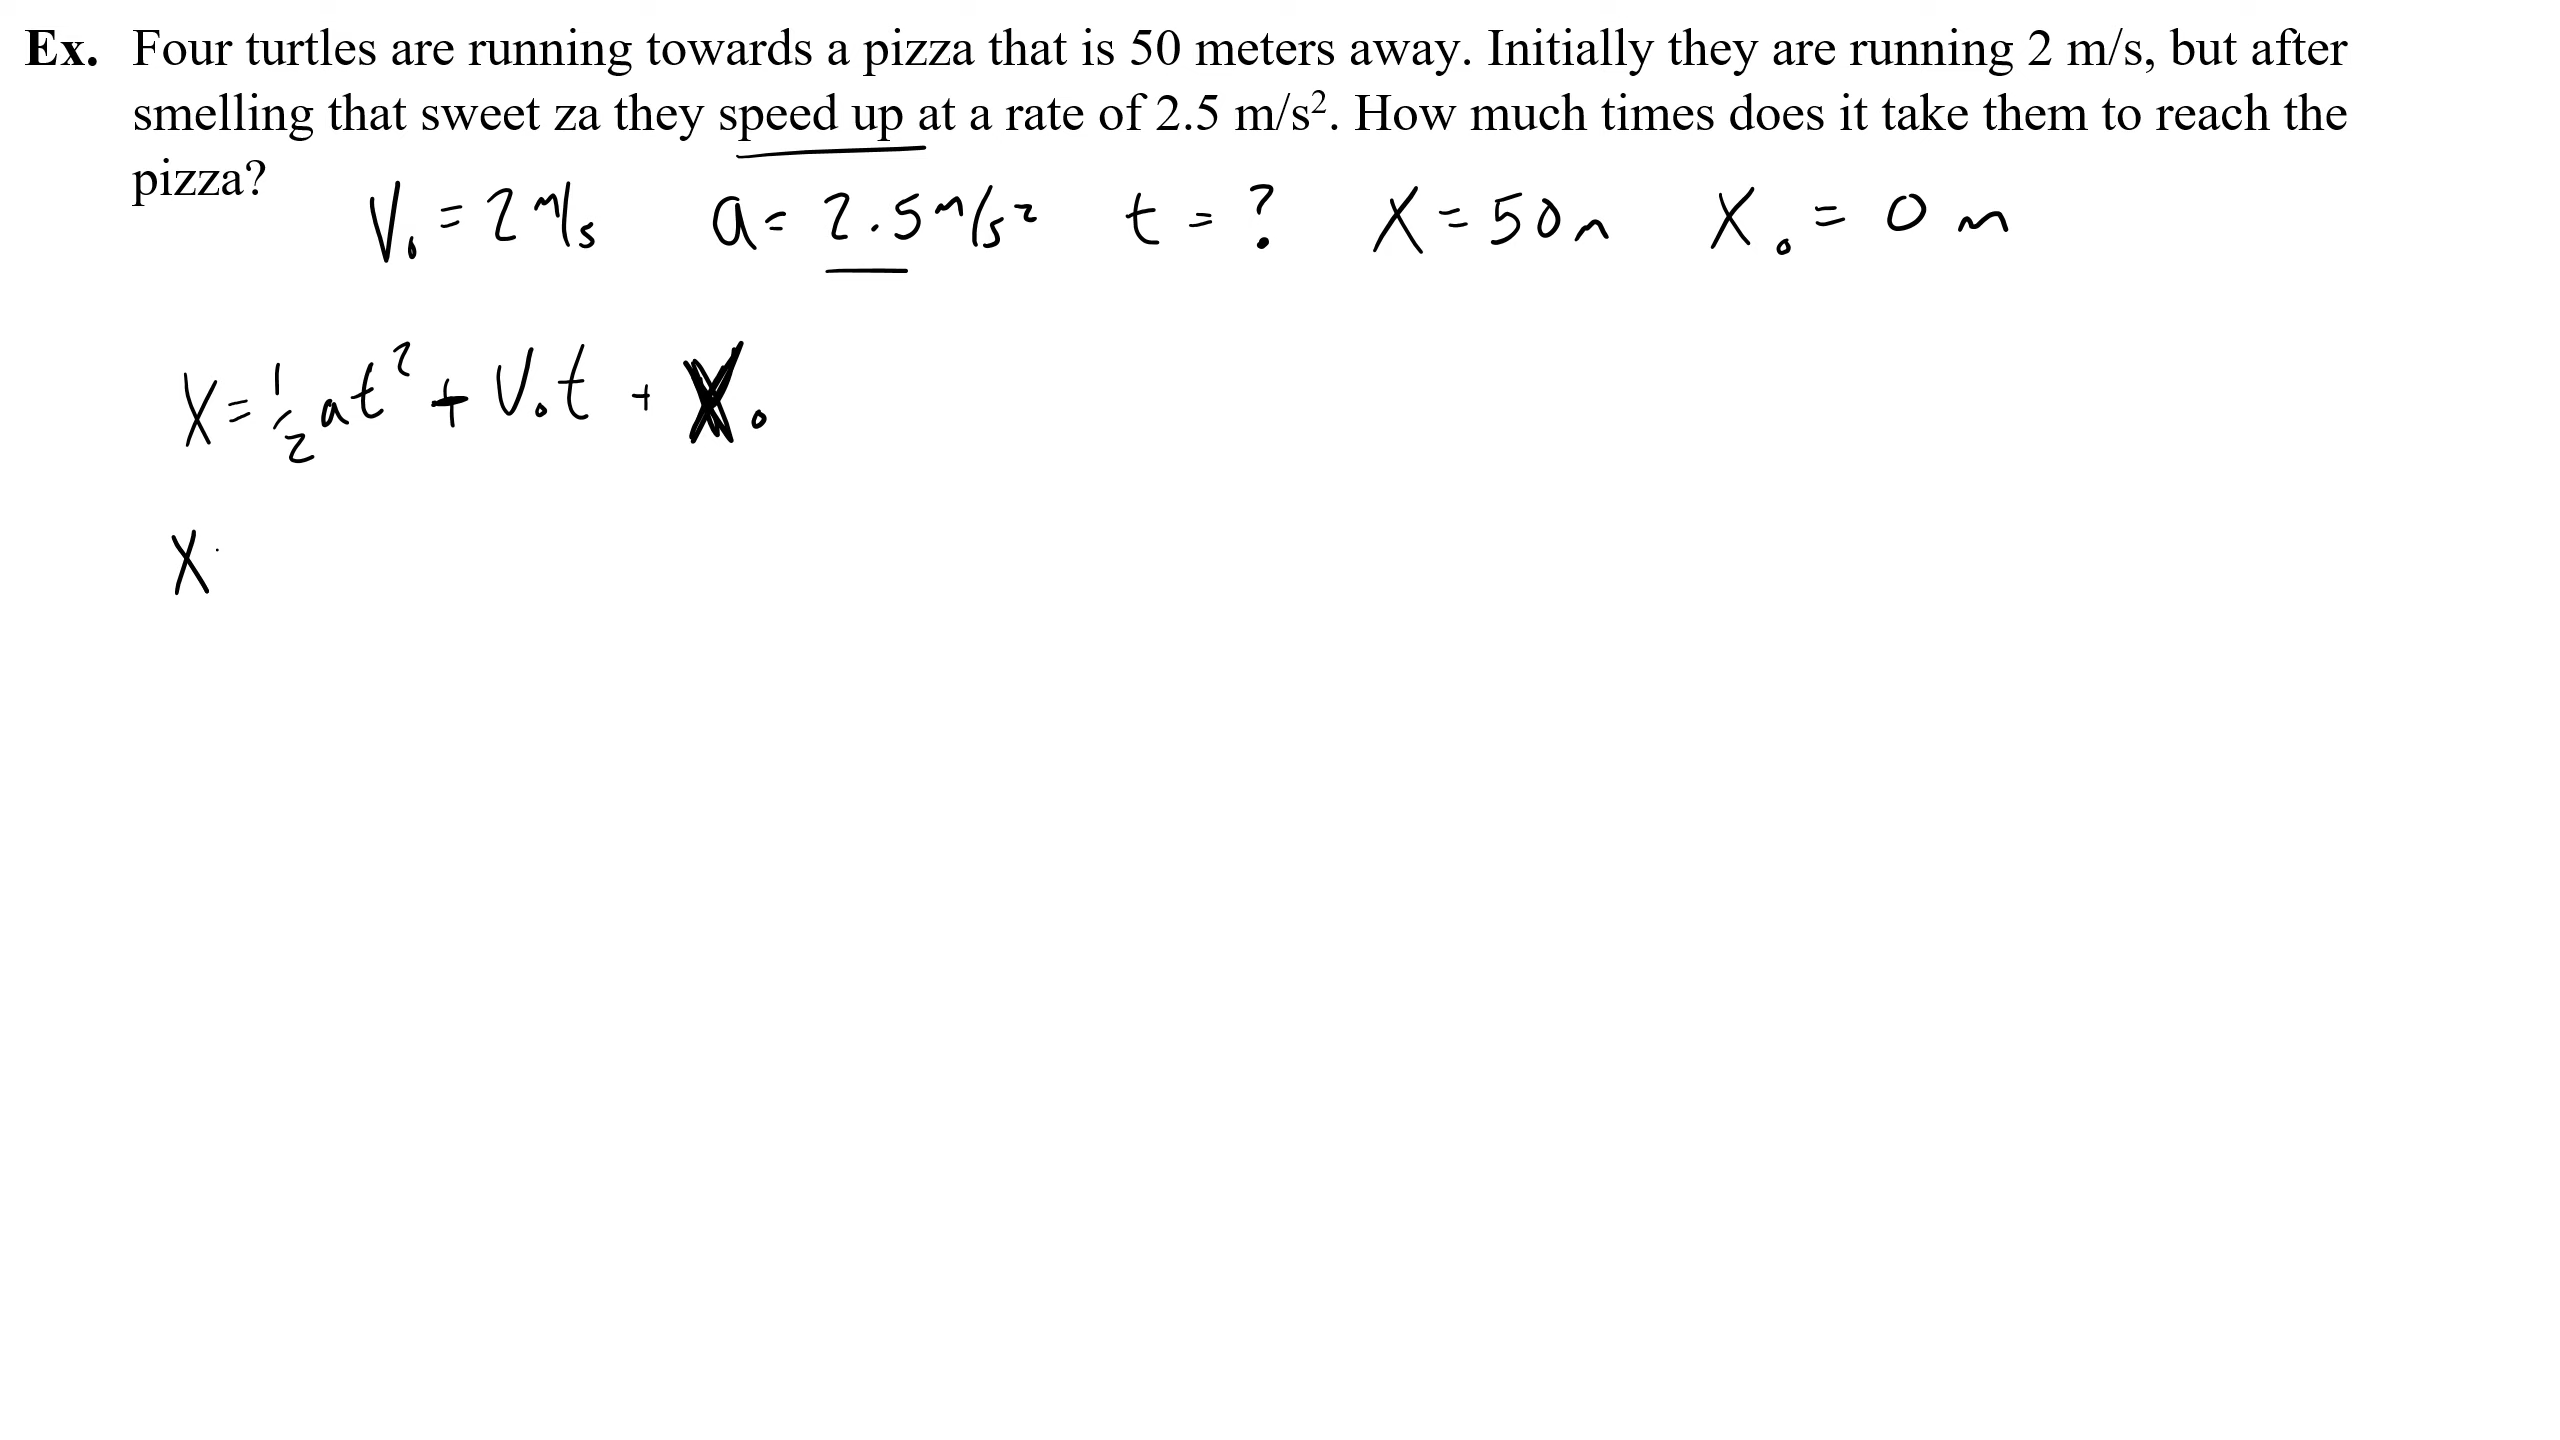 Ex. Four turtles are running towards a pizza that is 50 meters away. Initially they are running 2 m/s, but after
smelling that sweet za they speed up at a rate of 2.5 m/s². How much times does it take them to reach the
pizza?
V₀ = 2 m/s a = 2.5 m/s² t = ? X = 50 m X₀ = 0 m
X = ½at² + V₀t + X₀
X